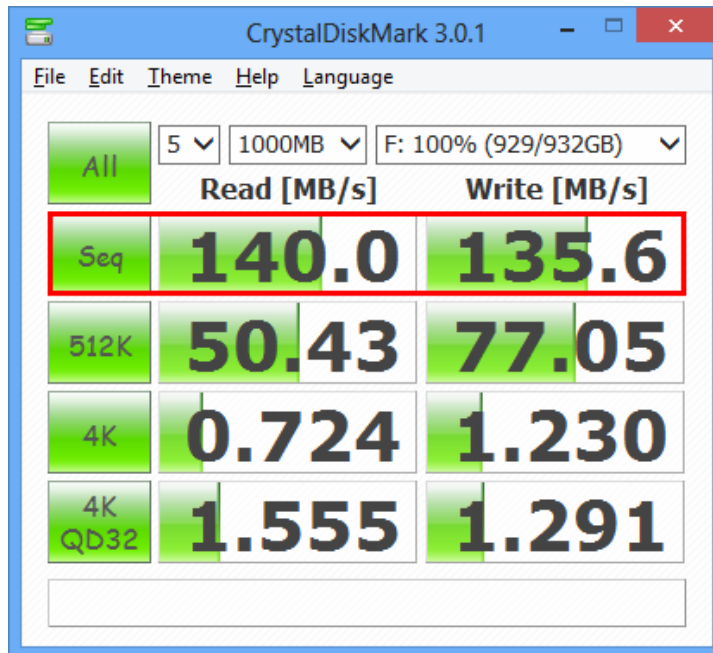 CrystalDiskMark 3.0.1
File Edit Theme Help Language
All 5 1000MB F: 100% (929/932GB)
Read [MB/s] Write [MB/s]
Seq 140.0 135.6
512K 50.43 77.05
4K 0.724 1.230
4K
QD32 1.555 1.291